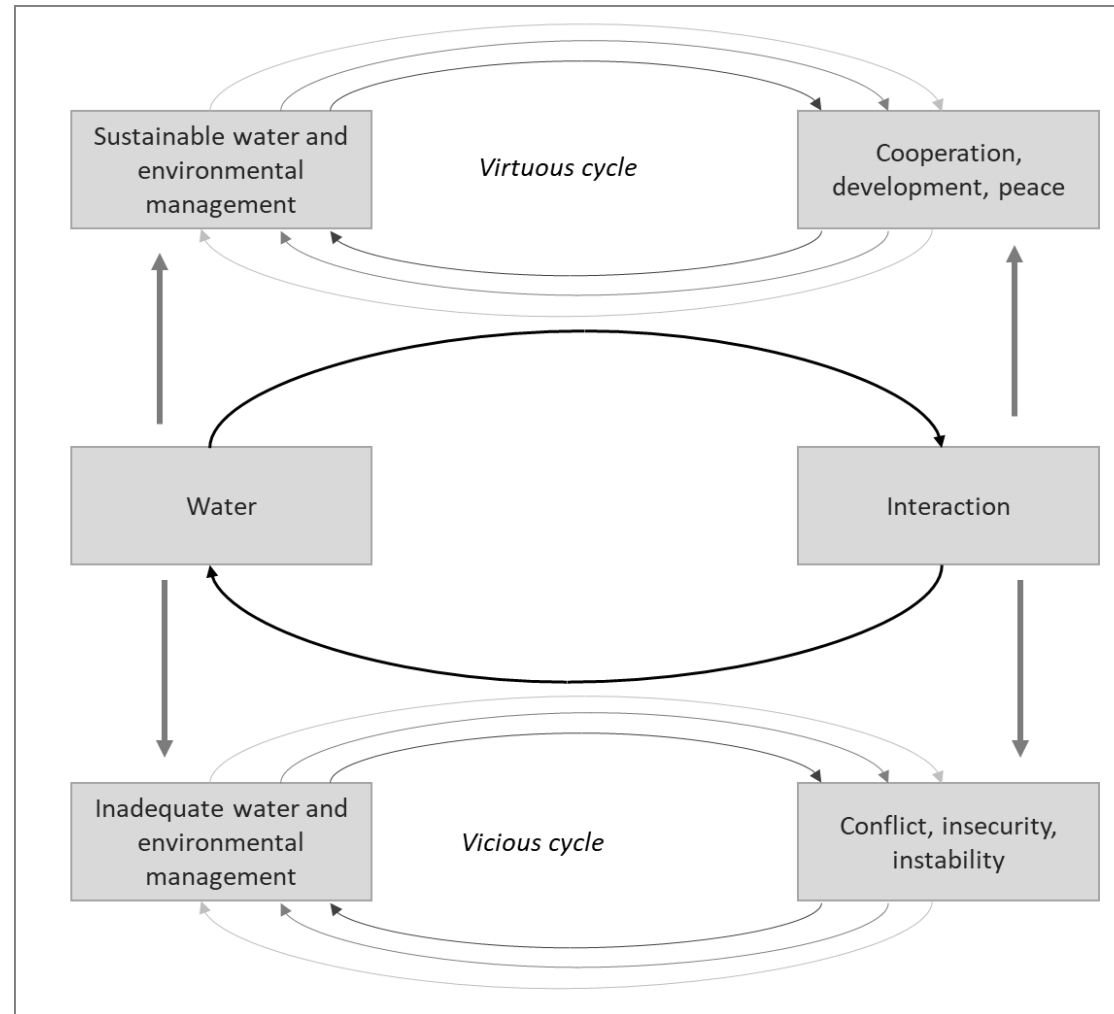 Sustainable water and
environmental
management
Virtuous cycle
Cooperation,
development, peace
Water
Interaction
Inadequate water and
environmental
management
Vicious cycle
Conflict, insecurity,
instability